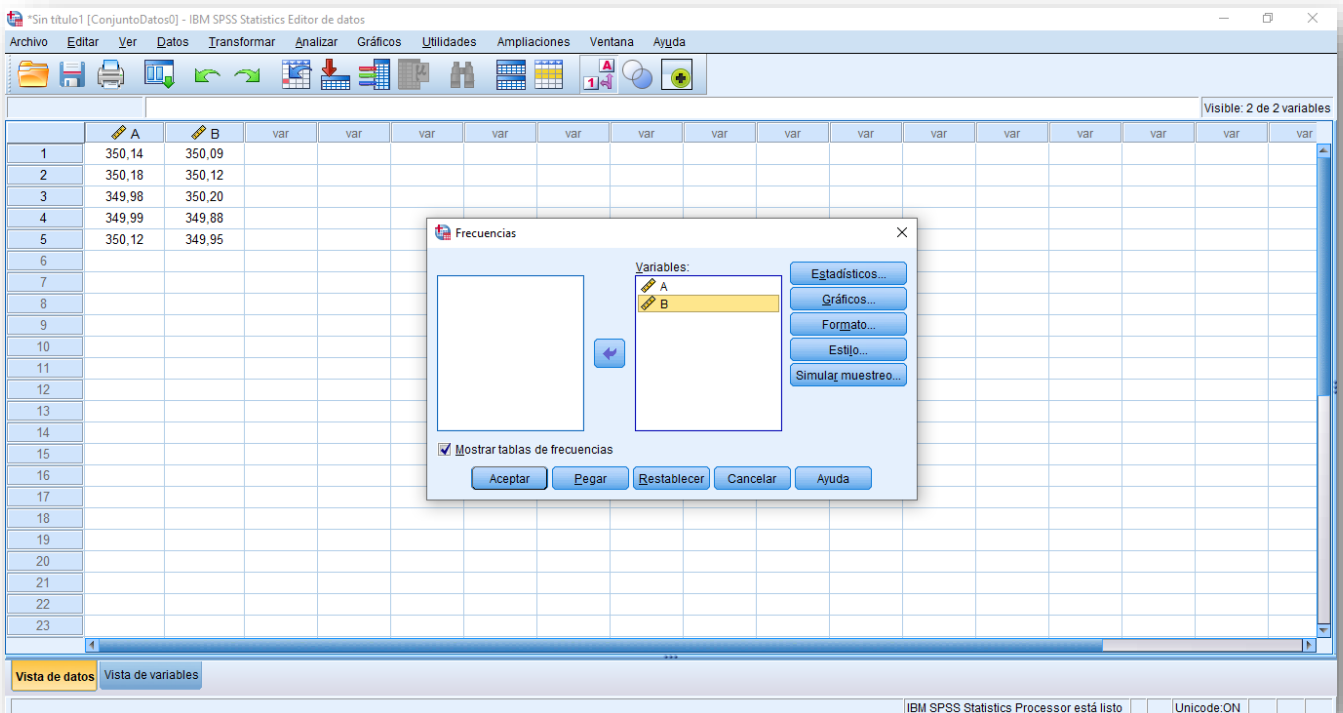 *Sin título1 [ConjuntoDatos0] - IBM SPSS Statistics Editor de datos
Archivo Editar Ver Datos Transformar Analizar Gráficos Utilidades Ampliaciones Ventana Ayuda
Visible: 2 de 2 variables
A B var var var var var var var var var var var var var var var
1 350,14 350,09
2 350,18 350,12
3 349,98 350,20
4 349,99 349,88
5 350,12 349,95
6
7
8
9
10
11
12
13
14
15
16
17
18
19
20
21
22
23
Frecuencias
Variables:
A
B
Estadísticos...
Gráficos...
Formato...
Estilo...
Simular muestreo...
Mostrar tablas de frecuencias
Aceptar Pegar Restablecer Cancelar Ayuda
Vista de datos Vista de variables
IBM SPSS Statistics Processor está listo Unicode:ON